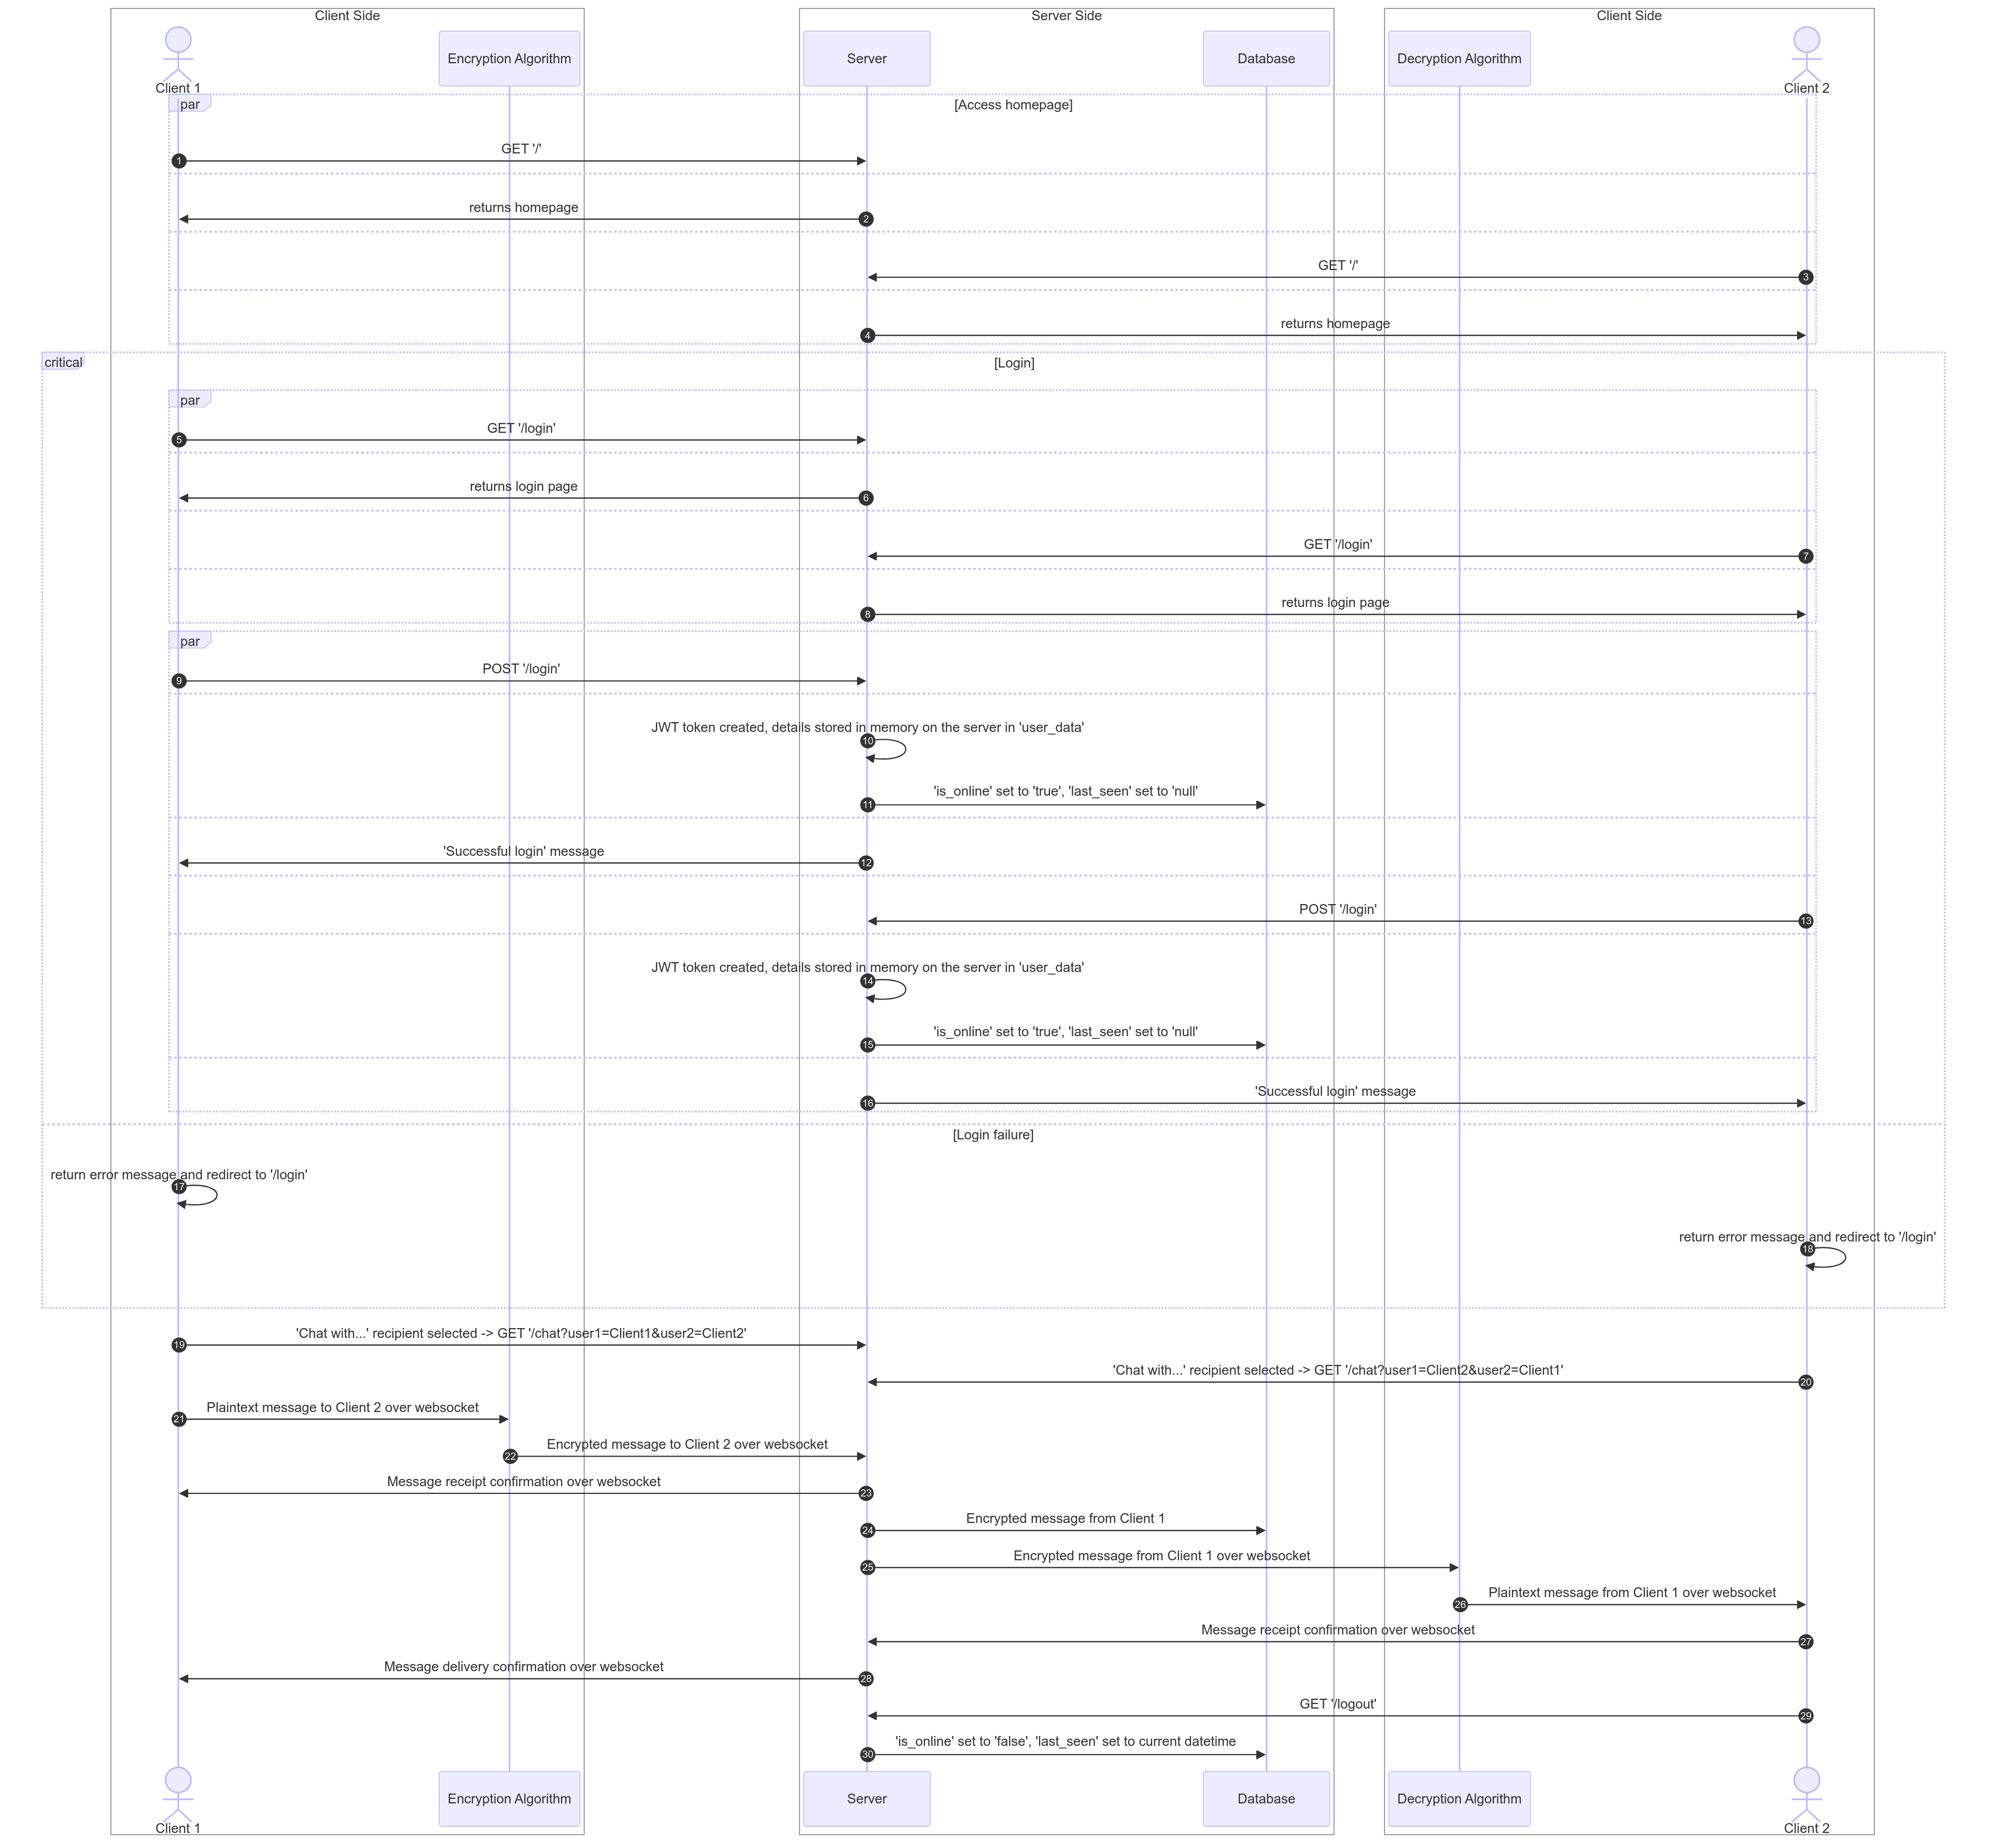 Client Side
Server Side
Client Side
Encryption Algorithm
Server
Database
Decryption Algorithm
Client 1
Client 2
par
[Access homepage]
GET '/'
1
returns homepage
2
GET '/'
3
returns homepage
4
critical
[Login]
par
GET '/login'
5
returns login page
6
GET '/login'
7
returns login page
8
par
POST '/login'
9
JWT token created, details stored in memory on the server in 'user_data'
10
'is_online' set to 'true', 'last_seen' set to 'null'
11
'Successful login' message
12
POST '/login'
13
JWT token created, details stored in memory on the server in 'user_data'
14
'is_online' set to 'true', 'last_seen' set to 'null'
15
'Successful login' message
16
[Login failure]
return error message and redirect to '/login'
17
return error message and redirect to '/login'
18
'Chat with...' recipient selected -> GET '/chat?user1=Client1&user2=Client2'
19
'Chat with...' recipient selected -> GET '/chat?user1=Client2&user2=Client1'
20
Plaintext message to Client 2 over websocket
21
Encrypted message to Client 2 over websocket
22
Message receipt confirmation over websocket
23
Encrypted message from Client 1
24
Encrypted message from Client 1 over websocket
25
Plaintext message from Client 1 over websocket
26
Message receipt confirmation over websocket
27
Message delivery confirmation over websocket
28
GET '/logout'
29
'is_online' set to 'false', 'last_seen' set to current datetime
30
Encryption Algorithm
Server
Database
Decryption Algorithm
Client 1
Client 2